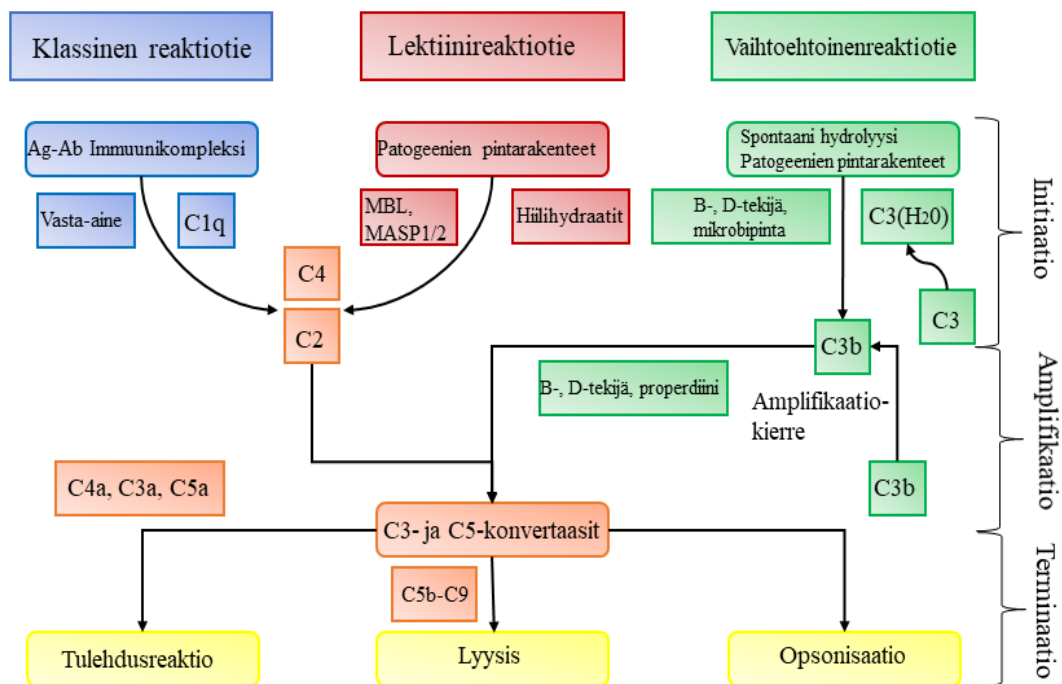 Klassinen reaktiotie
Lektiinireaktiotie
Vaihtoehtoinenreaktiotie
Ag-Ab Immuunikompleksi
Patogeenien pintarakenteet
Spontaani hydrolyysi
Patogeenien pintarakenteet
Initiaatio
Vasta-aine
C1q
MBL,
MASP1/2
Hiilihydraatit
B-, D-tekijä,
mikrobipinta
C3(H20)
C4
C3
C2
C3b
B-, D-tekijä, properdiini
Amplifikaatio-
kierre
Amplifikaatio
C4a, C3a, C5a
C3b
C3- ja C5-konvertaasit
C5b-C9
Terminaatio
Tulehdusreaktio
Lyysis
Opsonisaatio